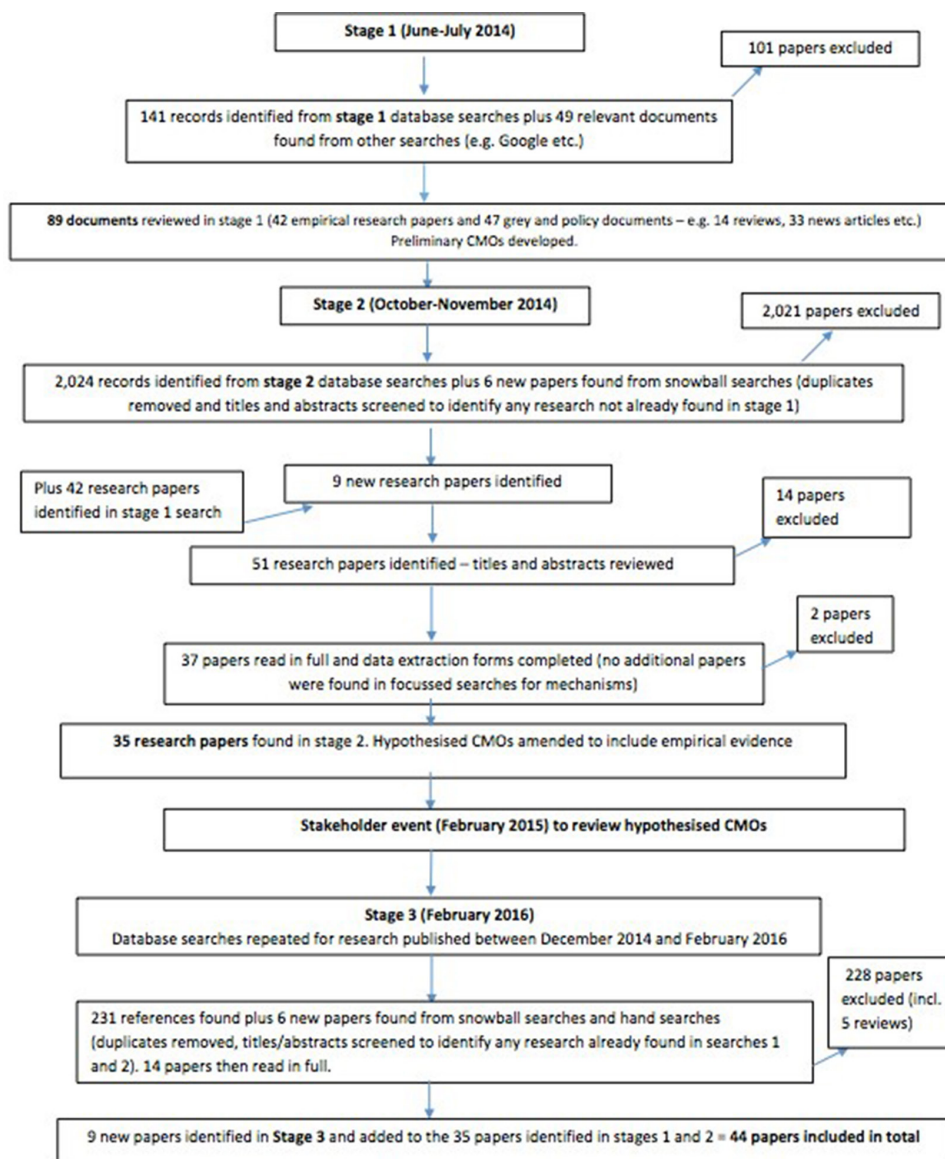 Stage 1 (June-July 2014)
101 papers excluded
141 records identified from stage 1 database searches plus 49 relevant documents
found from other searches (e.g. Google etc.)
89 documents reviewed in stage 1 (42 empirical research papers and 47 grey and policy documents – e.g. 14 reviews, 33 news articles etc.)
Preliminary CMOs developed.
Stage 2 (October-November 2014)
2,021 papers excluded
2,024 records identified from stage 2 database searches plus 6 new papers found from snowball searches (duplicates
removed and titles and abstracts screened to identify any research not already found in stage 1)
9 new research papers identified
Plus 42 research papers
identified in stage 1 search
14 papers
excluded
51 research papers identified – titles and abstracts reviewed
2 papers
excluded
37 papers read in full and data extraction forms completed (no additional papers
were found in focussed searches for mechanisms)
35 research papers found in stage 2. Hypothesised CMOs amended to include empirical evidence
Stakeholder event (February 2015) to review hypothesised CMOs
Stage 3 (February 2016)
Database searches repeated for research published between December 2014 and February 2016
228 papers
excluded (incl.
5 reviews)
231 references found plus 6 new papers found from snowball searches and hand searches
(duplicates removed, titles/abstracts screened to identify any research already found in searches 1
and 2). 14 papers then read in full.
9 new papers identified in Stage 3 and added to the 35 papers identified in stages 1 and 2 = 44 papers included in total